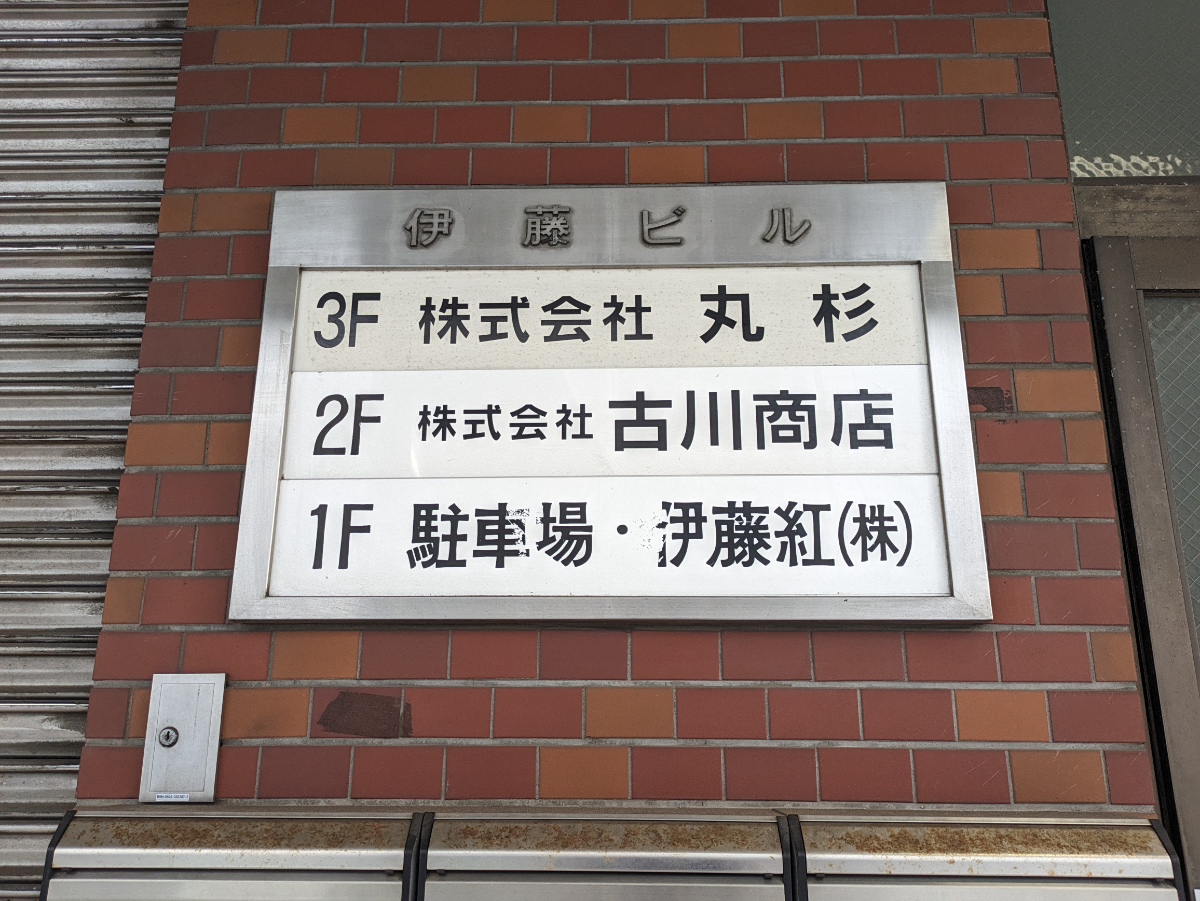 伊藤ビル
3F 株式会社 丸杉
2F 株式会社 古川商店
1F 駐車場・伊藤紅(株)